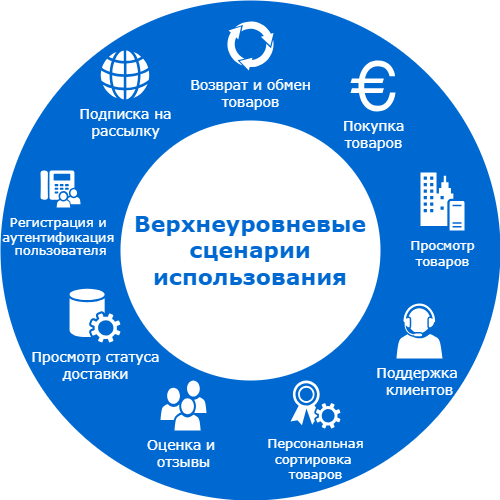 Верхнеуровневые
сценарии
использования
Возврат и обмен
товаров
Покупка
товаров
Просмотр
товаров
Поддержка
клиентов
Персональная
сортировка
товаров
Оценка и
отзывы
Просмотр статуса
доставки
Регистрация и
аутентификация
пользователя
Подписка на
рассылку